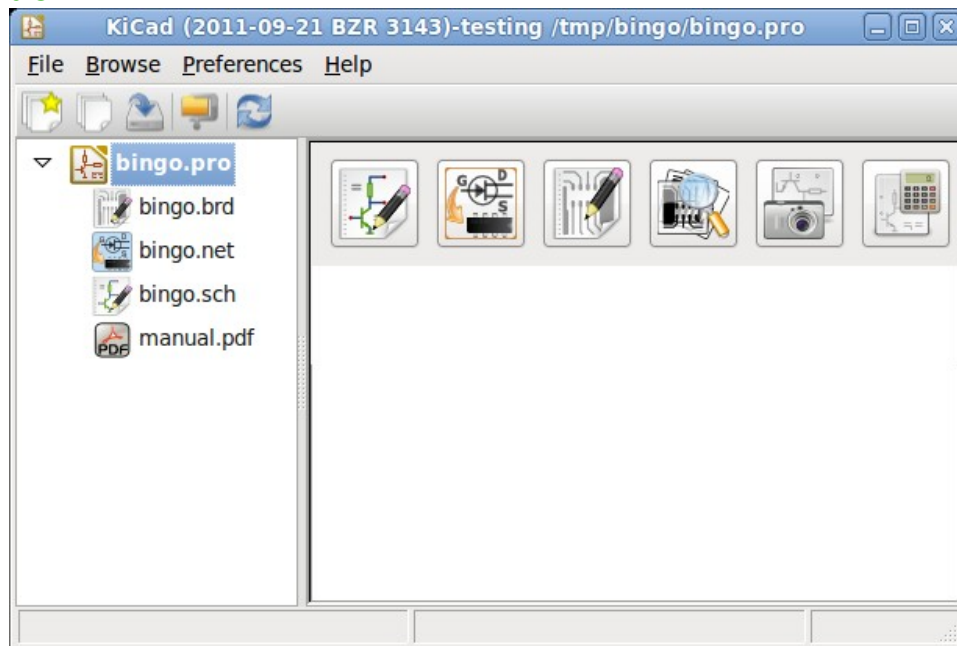 KiCad (2011-09-21 BZR 3143)-testing /tmp/bingo/bingo.pro
File Browse Preferences Help
bingo.pro
bingo.brd
bingo.net
bingo.sch
manual.pdf
G D
S
PDF